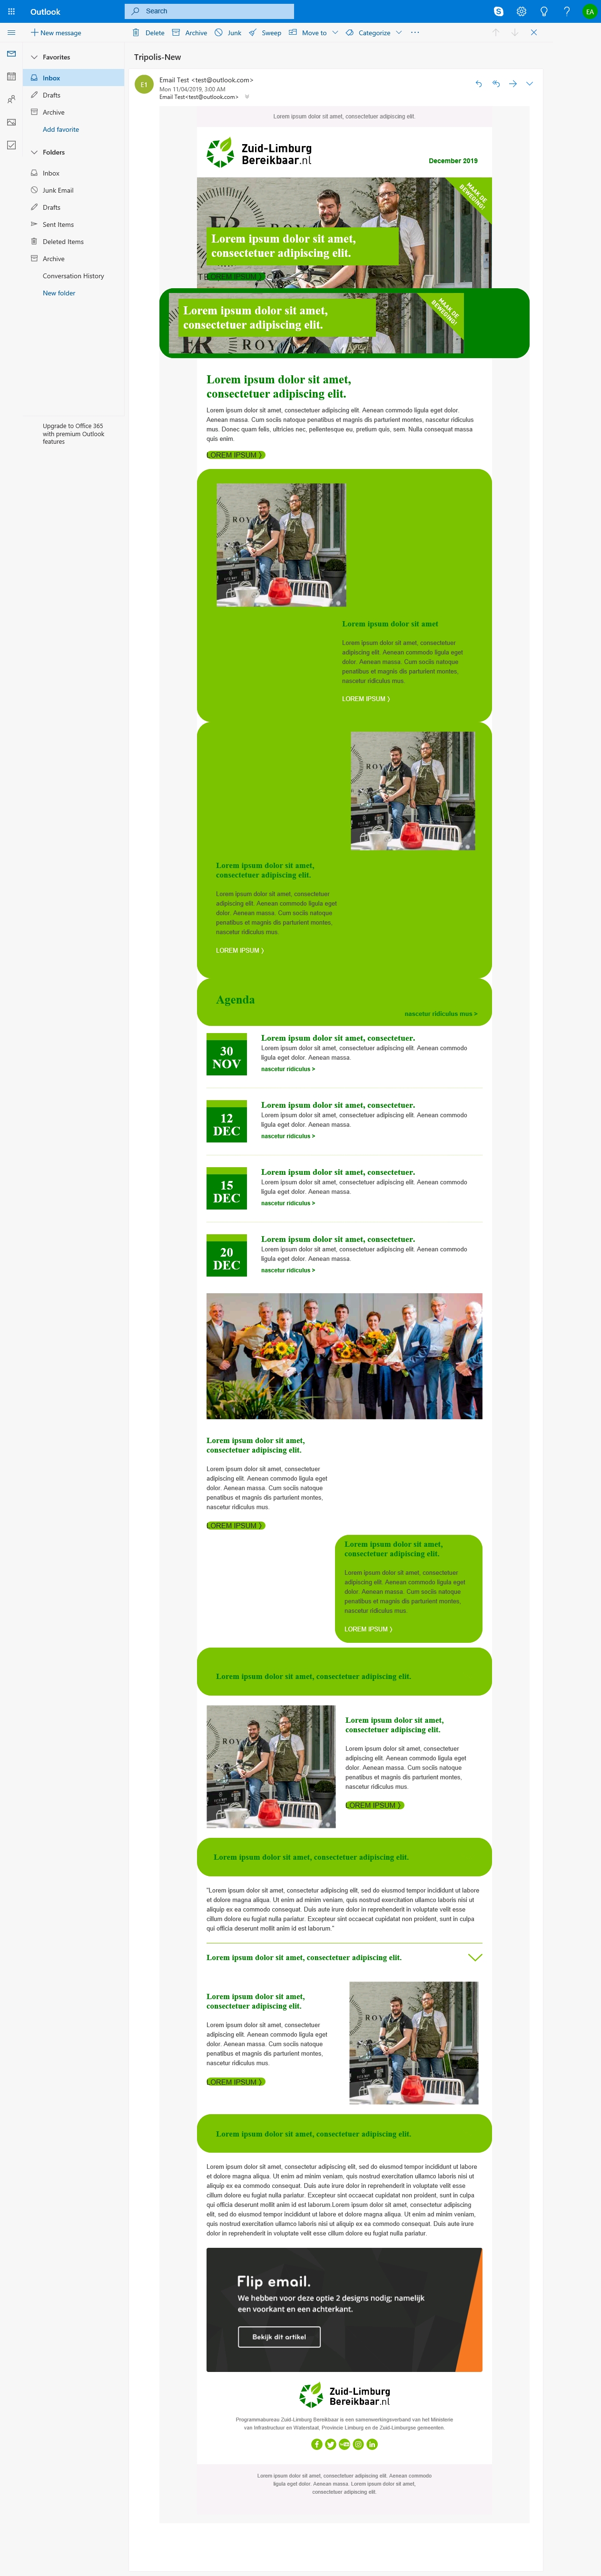 Outlook
Search
EA
New message
Delete
Archive
Junk
Sweep
Move to
Categorize
Favorites
Inbox
Drafts
Archive
Add favorite
Folders
Inbox
Junk Email
Drafts
Sent Items
Deleted Items
Archive
Conversation History
New folder
Upgrade to Office 365
with premium Outlook
features
Tripolis-New
ET
Email Test <test@outlook.com>
Mon 11/04/2019, 3:00 AM
Email Test<test@outlook.com>
Lorem ipsum dolor sit amet, consectetuer adipiscing elit.
Zuid-Limburg
Bereikbaar.nl
December 2019
MAAK DE
BEWEGING!
Lorem ipsum dolor sit amet,
consectetuer adipiscing elit.
LOREM IPSUM ⟩
MAAK DE
BEWEGING!
Lorem ipsum dolor sit amet,
consectetuer adipiscing elit.
ROY
Lorem ipsum dolor sit amet,
consectetuer adipiscing elit.
Lorem ipsum dolor sit amet, consectetuer adipiscing elit. Aenean commodo ligula eget dolor.
Aenean massa. Cum sociis natoque penatibus et magnis dis parturient montes, nascetur ridiculus
mus. Donec quam felis, ultricies nec, pellentesque eu, pretium quis, sem. Nulla consequat massa
quis enim.
LOREM IPSUM ⟩
ROY
Lorem ipsum dolor sit amet
Lorem ipsum dolor sit amet, consectetuer
adipiscing elit. Aenean commodo ligula eget
dolor. Aenean massa. Cum sociis natoque
penatibus et magnis dis parturient montes,
nascetur ridiculus mus.
LOREM IPSUM ⟩
ROY
Lorem ipsum dolor sit amet,
consectetuer adipiscing elit.
Lorem ipsum dolor sit amet, consectetuer
adipiscing elit. Aenean commodo ligula eget
dolor. Aenean massa. Cum sociis natoque
penatibus et magnis dis parturient montes,
nascetur ridiculus mus.
LOREM IPSUM ⟩
Agenda
nascetur ridiculus mus >
30
NOV
Lorem ipsum dolor sit amet, consectetuer.
Lorem ipsum dolor sit amet, consectetuer adipiscing elit. Aenean commodo
ligula eget dolor. Aenean massa.
nascetur ridiculus >
12
DEC
Lorem ipsum dolor sit amet, consectetuer.
Lorem ipsum dolor sit amet, consectetuer adipiscing elit. Aenean commodo
ligula eget dolor. Aenean massa.
nascetur ridiculus >
15
DEC
Lorem ipsum dolor sit amet, consectetuer.
Lorem ipsum dolor sit amet, consectetuer adipiscing elit. Aenean commodo
ligula eget dolor. Aenean massa.
nascetur ridiculus >
20
DEC
Lorem ipsum dolor sit amet, consectetuer.
Lorem ipsum dolor sit amet, consectetuer adipiscing elit. Aenean commodo
ligula eget dolor. Aenean massa.
nascetur ridiculus >
Lorem ipsum dolor sit amet,
consectetuer adipiscing elit.
Lorem ipsum dolor sit amet, consectetuer
adipiscing elit. Aenean commodo ligula eget
dolor. Aenean massa. Cum sociis natoque
penatibus et magnis dis parturient montes,
nascetur ridiculus mus.
LOREM IPSUM ⟩
Lorem ipsum dolor sit amet,
consectetuer adipiscing elit.
Lorem ipsum dolor sit amet, consectetuer
adipiscing elit. Aenean commodo ligula eget
dolor. Aenean massa. Cum sociis natoque
penatibus et magnis dis parturient montes,
nascetur ridiculus mus.
LOREM IPSUM ⟩
Lorem ipsum dolor sit amet, consectetuer adipiscing elit.
ROY
Lorem ipsum dolor sit amet,
consectetuer adipiscing elit.
Lorem ipsum dolor sit amet, consectetuer
adipiscing elit. Aenean commodo ligula eget
dolor. Aenean massa. Cum sociis natoque
penatibus et magnis dis parturient montes,
nascetur ridiculus mus.
LOREM IPSUM ⟩
Lorem ipsum dolor sit amet, consectetuer adipiscing elit.
"Lorem ipsum dolor sit amet, consectetur adipiscing elit, sed do eiusmod tempor incididunt ut labore
et dolore magna aliqua. Ut enim ad minim veniam, quis nostrud exercitation ullamco laboris nisi ut
aliquip ex ea commodo consequat. Duis aute irure dolor in reprehenderit in voluptate velit esse
cillum dolore eu fugiat nulla pariatur. Excepteur sint occaecat cupidatat non proident, sunt in culpa
qui officia deserunt mollit anim id est laborum."
Lorem ipsum dolor sit amet, consectetuer adipiscing elit.
Lorem ipsum dolor sit amet,
consectetuer adipiscing elit.
Lorem ipsum dolor sit amet, consectetuer
adipiscing elit. Aenean commodo ligula eget
dolor. Aenean massa. Cum sociis natoque
penatibus et magnis dis parturient montes,
nascetur ridiculus mus.
LOREM IPSUM ⟩
ROY
Lorem ipsum dolor sit amet, consectetuer adipiscing elit.
Lorem ipsum dolor sit amet, consectetur adipiscing elit, sed do eiusmod tempor incididunt ut labore
et dolore magna aliqua. Ut enim ad minim veniam, quis nostrud exercitation ullamco laboris nisi ut
aliquip ex ea commodo consequat. Duis aute irure dolor in reprehenderit in voluptate velit esse
cillum dolore eu fugiat nulla pariatur. Excepteur sint occaecat cupidatat non proident, sunt in culpa
qui officia deserunt mollit anim id est laborum.Lorem ipsum dolor sit amet, consectetur adipiscing
elit, sed do eiusmod tempor incididunt ut labore et dolore magna aliqua. Ut enim ad minim veniam,
quis nostrud exercitation ullamco laboris nisi ut aliquip ex ea commodo consequat. Duis aute irure
dolor in reprehenderit in voluptate velit esse cillum dolore eu fugiat nulla pariatur.
Flip email.
We hebben voor deze optie 2 designs nodig; namelijk
een voorkant en een achterkant.
Bekijk dit artikel
Zuid-Limburg
Bereikbaar.nl
Programmabureau Zuid-Limburg Bereikbaar is een samenwerkingsverband van het Ministerie
van Infrastructuur en Waterstaat, Provincie Limburg en de Zuid-Limburgse gemeenten.
Lorem ipsum dolor sit amet, consectetuer adipiscing elit. Aenean commodo
ligula eget dolor. Aenean massa. Lorem ipsum dolor sit amet,
consectetuer adipiscing elit.